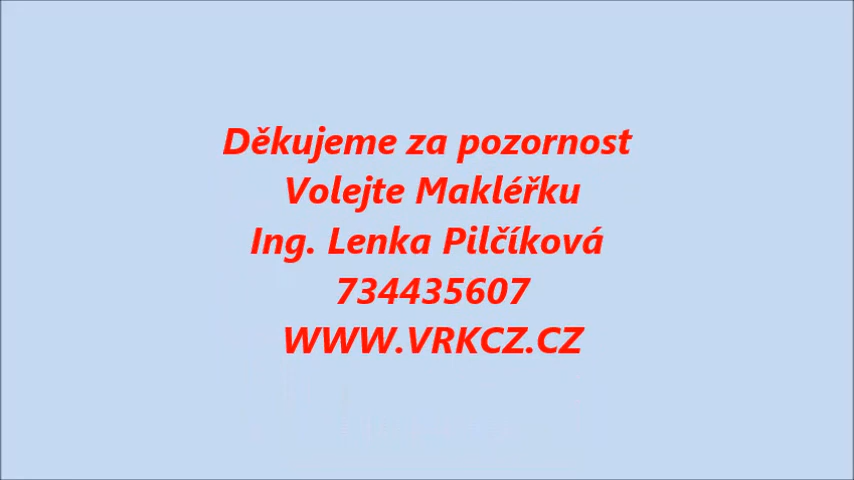 Děkujeme za pozornost
Volejte Makléřku
Ing. Lenka Pilčíková
734435607
WWW.VRKCZ.CZ